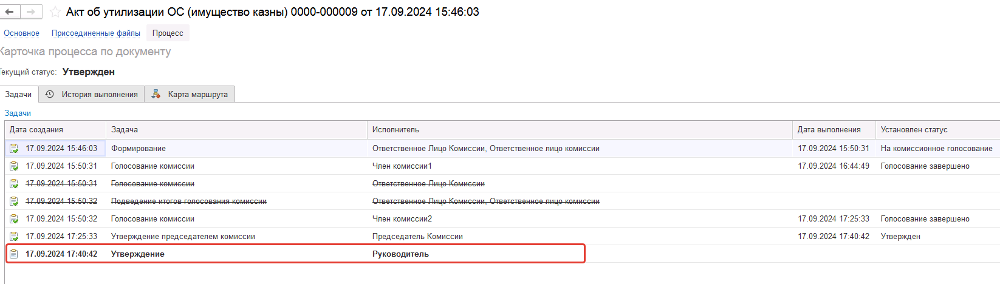 Акт об утилизации ОС (имущество казны) 0000-000009 от 17.09.2024 15:46:03
Основное Присоединенные файлы Процесс
Карточка процесса по документу
Текущий статус: Утвержден
Задачи История выполнения Карта маршрута
Задачи
Дата создания Задача Исполнитель Дата выполнения Установлен статус
17.09.2024 15:46:03 Формирование Ответственное Лицо Комиссии, Ответственное лицо комиссии 17.09.2024 15:50:31 На комиссионное голосование
17.09.2024 15:50:31 Голосование комиссии Член комиссии1 17.09.2024 16:44:49 Голосование завершено
17.09.2024 15:50:31 Голосование комиссии Ответственное Лицо Комиссии
17.09.2024 15:50:32 Подведение итогов голосования комиссии Ответственное Лицо Комиссии, Ответственное лицо комиссии
17.09.2024 15:50:32 Голосование комиссии Член комиссии2 17.09.2024 17:25:33 Голосование завершено
17.09.2024 17:25:33 Утверждение председателем комиссии Председатель Комиссии 17.09.2024 17:40:42 Утвержден
17.09.2024 17:40:42 Утверждение Руководитель